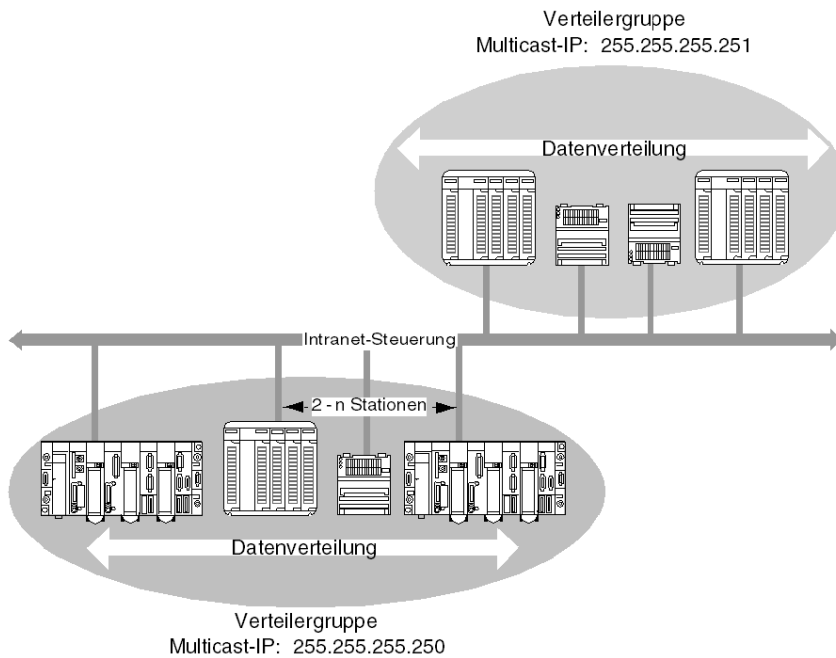 Verteilergruppe
Multicast-IP: 255.255.255.251
Datenverteilung
Intranet-Steuerung
2 - n Stationen
Datenverteilung
Verteilergruppe
Multicast-IP: 255.255.255.250